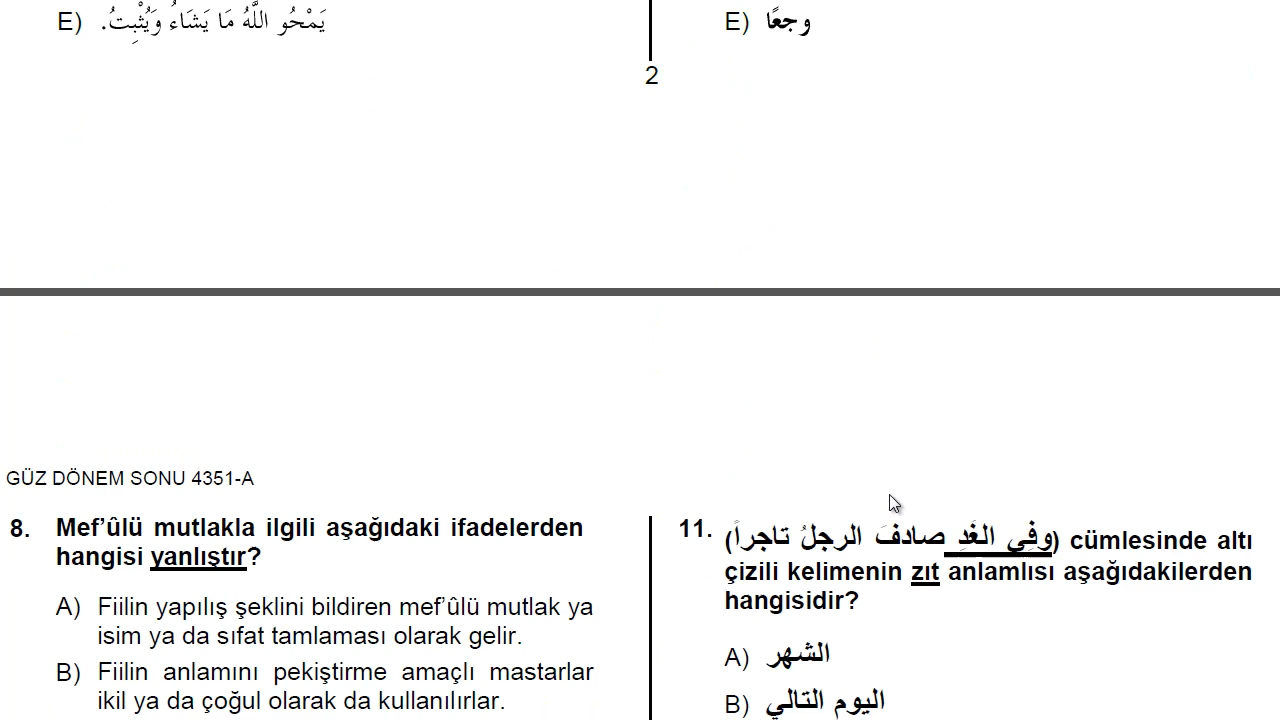 E) يَمْحُو اللَّهُ مَا يَشَاءُ وَيُثْبِتُ.
E) وجعًا
2
GÜZ DÖNEM SONU 4351-A
8. Mef’ûlü mutlakla ilgili aşağıdaki ifadelerden
hangisi yanlıştır?
A) Fiilin yapılış şeklini bildiren mef’ûlü mutlak ya
isim ya da sıfat tamlaması olarak gelir.
B) Fiilin anlamını pekiştirme amaçlı mastarlar
ikil ya da çoğul olarak da kullanılırlar.
11. (وفِي الغَدِ صادفَ الرجلُ تاجراً) cümlesinde altı
çizili kelimenin zıt anlamlısı aşağıdakilerden
hangisidir?
A) الشهر
B) اليوم التالي